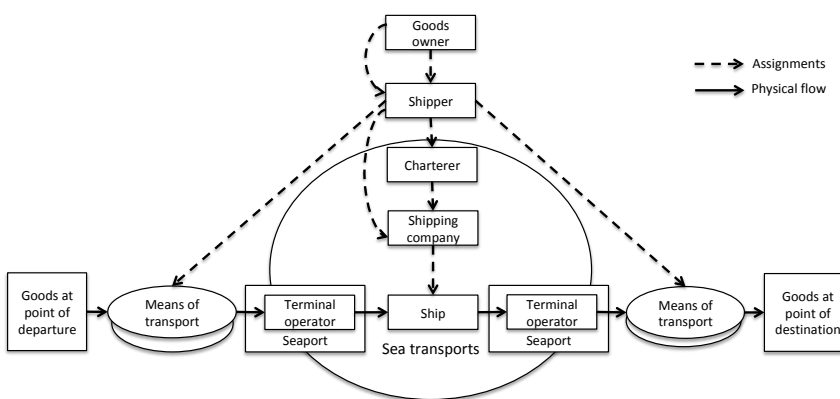 Goods
owner
Assignments
Physical flow
Shipper
Charterer
Shipping
company
Goods at
point of
departure
Means of
transport
Terminal
operator
Seaport
Ship
Sea transports
Terminal
operator
Seaport
Means of
transport
Goods at
point of
destination